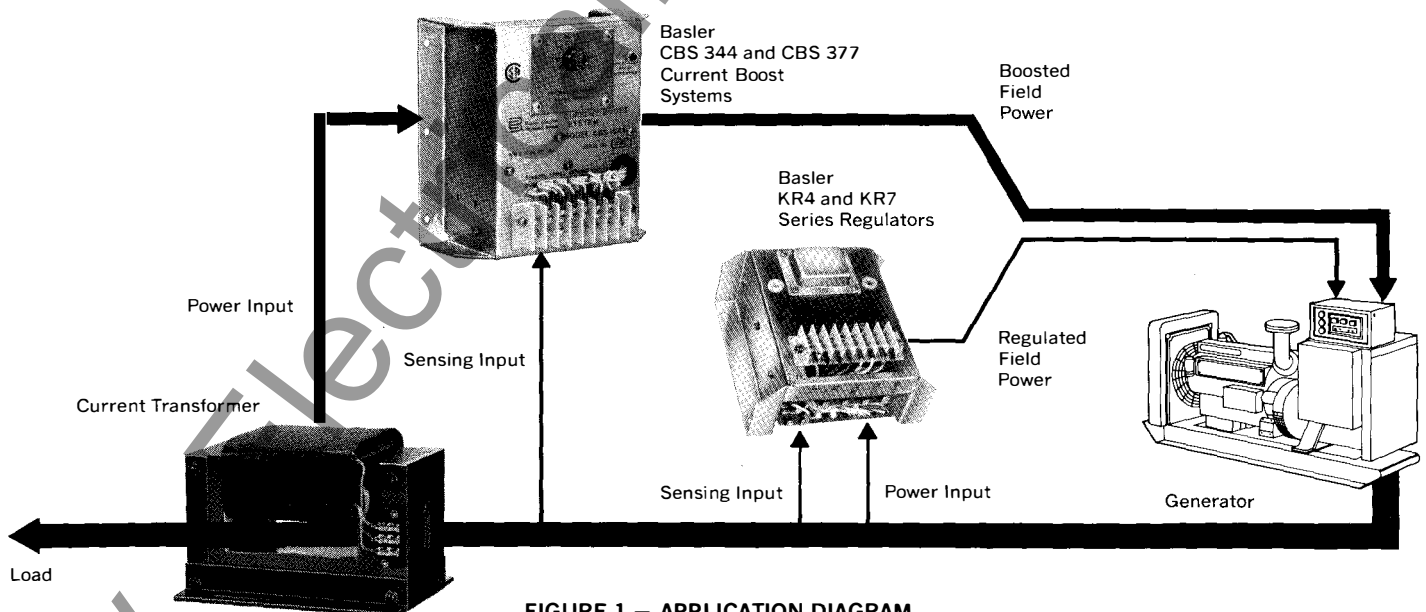 Basler
CBS 344 and CBS 377
Current Boost
Systems
Boosted
Field
Power
Basler
KR4 and KR7
Series Regulators
Power Input
Sensing Input
Regulated
Field
Power
Current Transformer
Sensing Input
Power Input
Generator
Load
FIGURE 1 — APPLICATION DIAGRAM